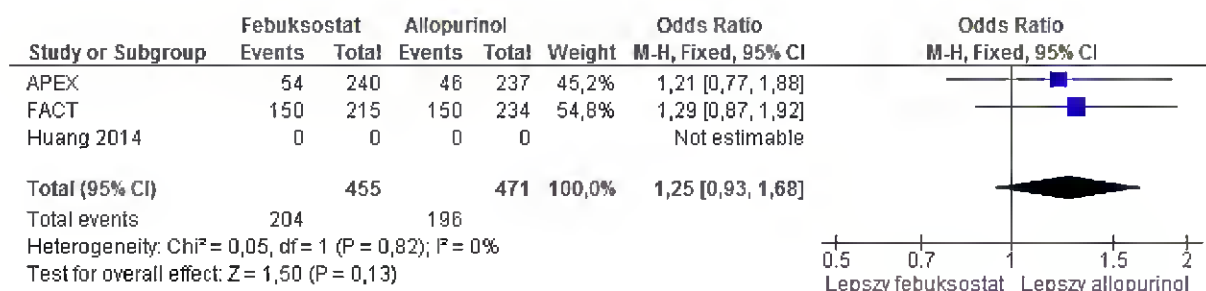 Febuksostat Allopurinol Odds Ratio Odds Ratio
Study or Subgroup Events Total Events Total Weight M-H, Fixed, 95% CI M-H, Fixed, 95% CI
APEX 54 240 46 237 45,2% 1,21 [0,77, 1,88]
FACT 150 215 150 234 54,8% 1,29 [0,87, 1,92]
Huang 2014 0 0 0 0 Not estimable
Total (95% CI) 455 471 100,0% 1,25 [0,93, 1,68]
Total events 204 196
Heterogeneity: Chi² = 0,05, df = 1 (P = 0,82); I² = 0%
Test for overall effect: Z = 1,50 (P = 0,13)
0.5 0.7 1 1.5 2
Lepszy febuksostat Lepszy allopurinol